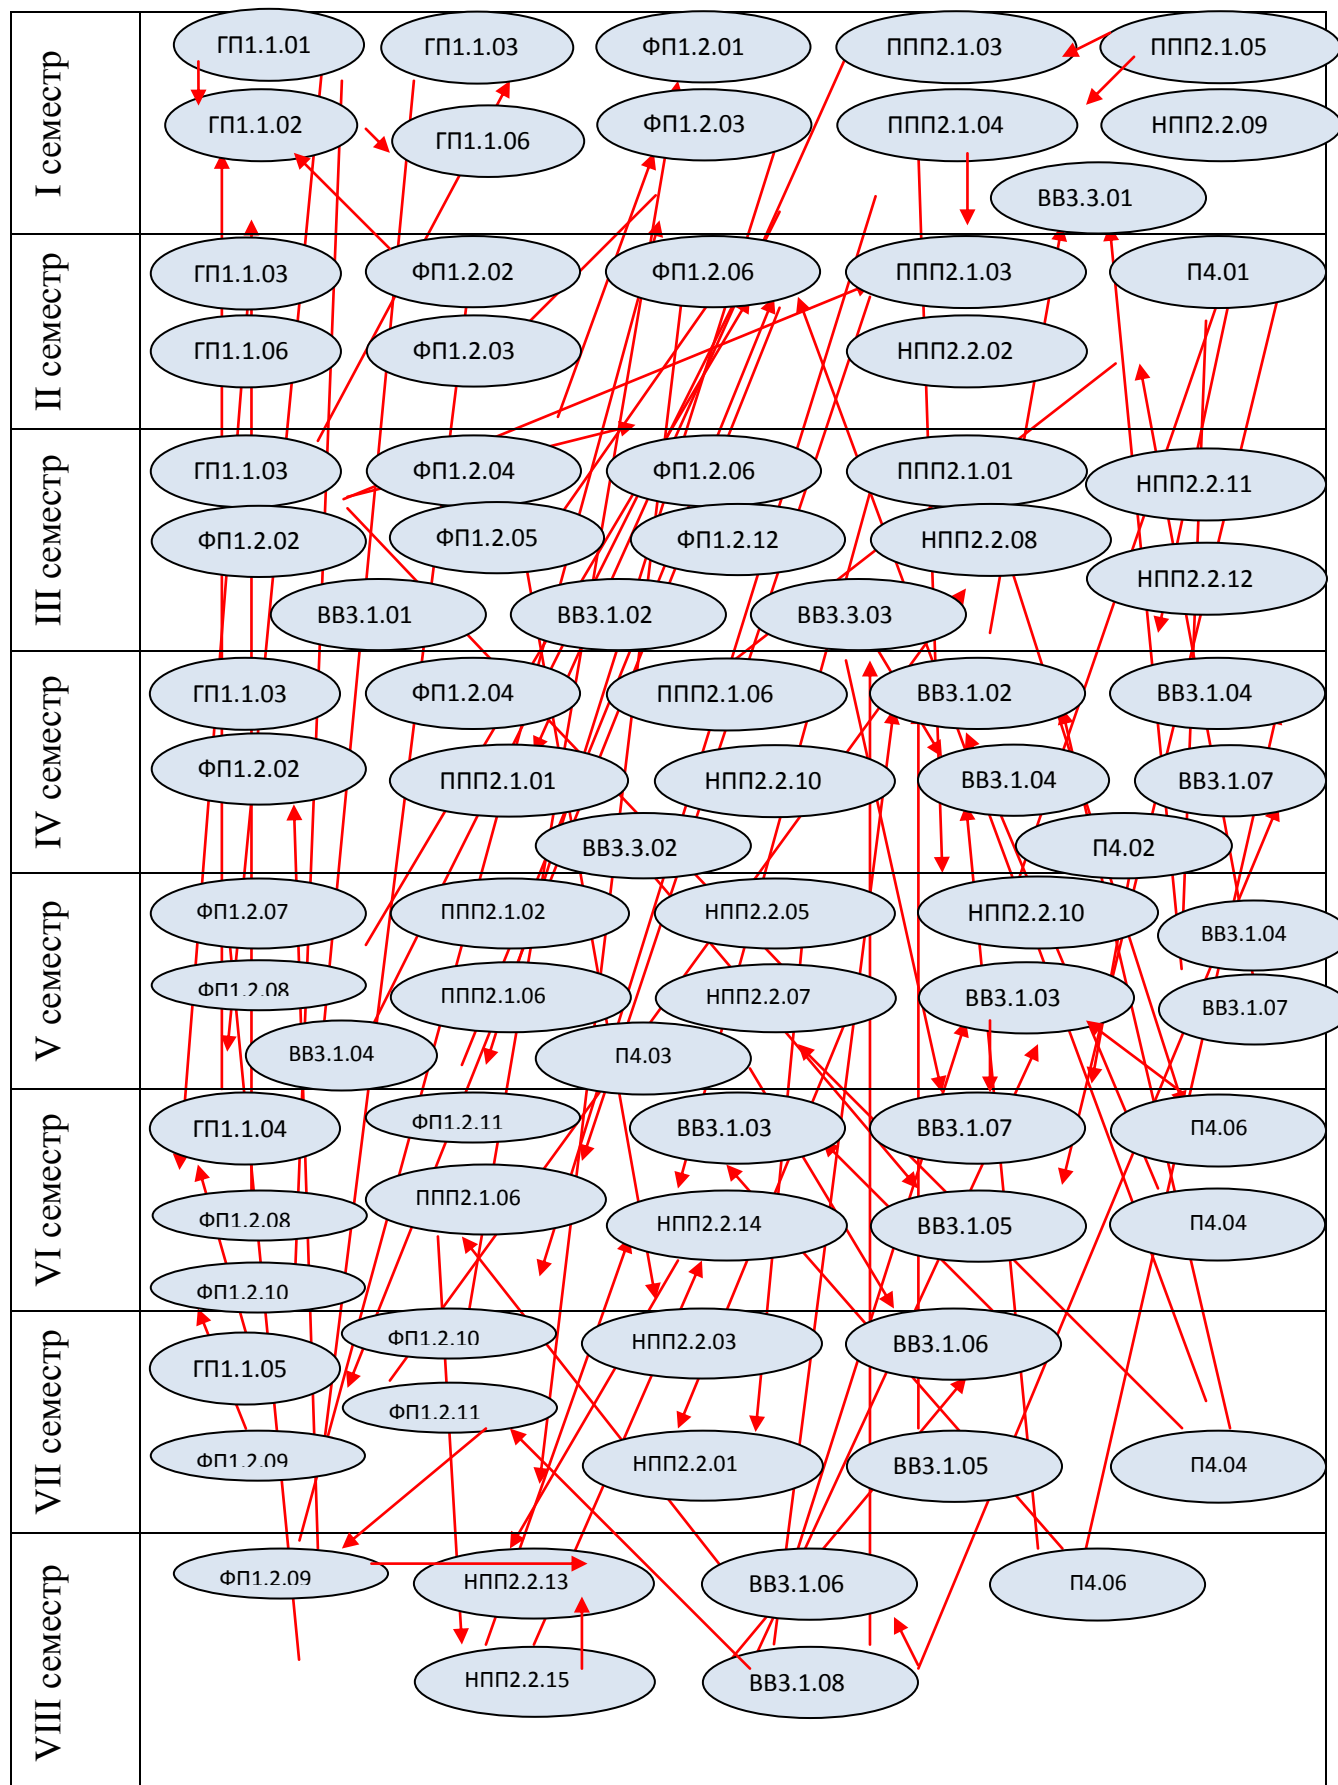 I семестр
ГП1.1.01
ГП1.1.03
ФП1.2.01
ППП2.1.03
ППП2.1.05
ГП1.1.02
ГП1.1.06
ФП1.2.03
ППП2.1.04
НПП2.2.09
ВВ3.3.01
II семестр
ГП1.1.03
ФП1.2.02
ФП1.2.06
ППП2.1.03
П4.01
ГП1.1.06
ФП1.2.03
НПП2.2.02
III семестр
ГП1.1.03
ФП1.2.04
ФП1.2.06
ППП2.1.01
НПП2.2.11
ФП1.2.02
ФП1.2.05
ФП1.2.12
НПП2.2.08
НПП2.2.12
ВВ3.1.01
ВВ3.1.02
ВВ3.3.03
IV семестр
ГП1.1.03
ФП1.2.04
ППП2.1.06
ВВ3.1.02
ВВ3.1.04
ФП1.2.02
ППП2.1.01
НПП2.2.10
ВВ3.1.04
ВВ3.1.07
ВВ3.3.02
П4.02
V семестр
ФП1.2.07
ППП2.1.02
НПП2.2.05
НПП2.2.10
ВВ3.1.04
ФП1.2.08
ППП2.1.06
НПП2.2.07
ВВ3.1.03
ВВ3.1.07
ВВ3.1.04
П4.03
VI семестр
ГП1.1.04
ФП1.2.11
ВВ3.1.03
ВВ3.1.07
П4.06
ФП1.2.08
ППП2.1.06
НПП2.2.14
ВВ3.1.05
П4.04
ФП1.2.10
VII семестр
ГП1.1.05
ФП1.2.10
НПП2.2.03
ВВ3.1.06
ФП1.2.11
ФП1.2.09
НПП2.2.01
ВВ3.1.05
П4.04
VIII семестр
ФП1.2.09
НПП2.2.13
ВВ3.1.06
П4.06
НПП2.2.15
ВВ3.1.08